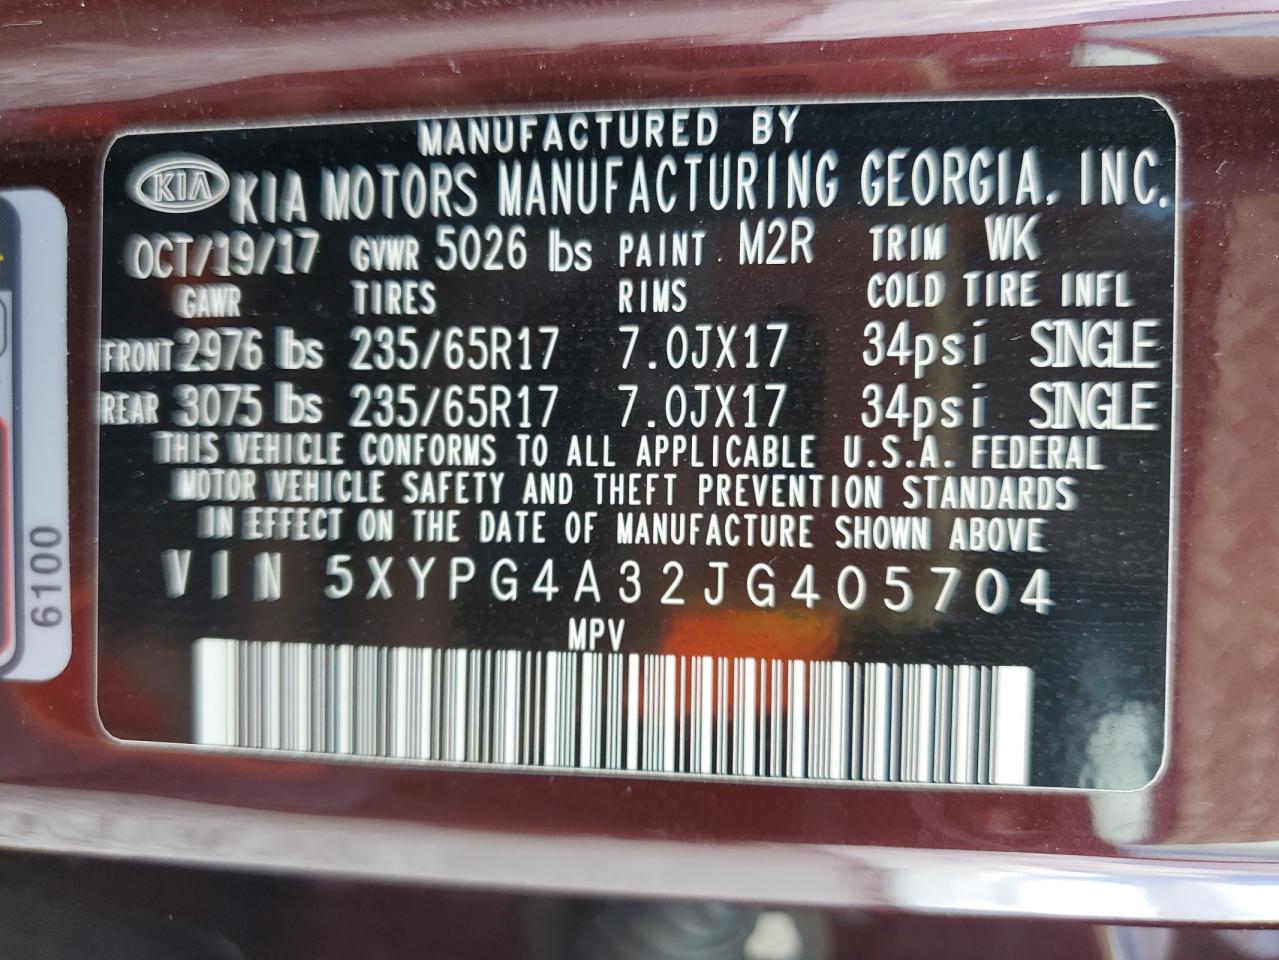 MANUFACTURED BY
KIA KIA MOTORS MANUFACTURING GEORGIA, INC.
OCT/19/17 GVWR 5026 lbs PAINT M2R TRIM WK
GAWR TIRES RIMS COLD TIRE INFL
FRONT 2976 lbs 235/65R17 7.0JX17 34psi SINGLE
REAR 3075 lbs 235/65R17 7.0JX17 34psi SINGLE
THIS VEHICLE CONFORMS TO ALL APPLICABLE U.S.A. FEDERAL
MOTOR VEHICLE SAFETY AND THEFT PREVENTION STANDARDS
IN EFFECT ON THE DATE OF MANUFACTURE SHOWN ABOVE
VIN 5XYPG4A32JG405704
MPV
6100